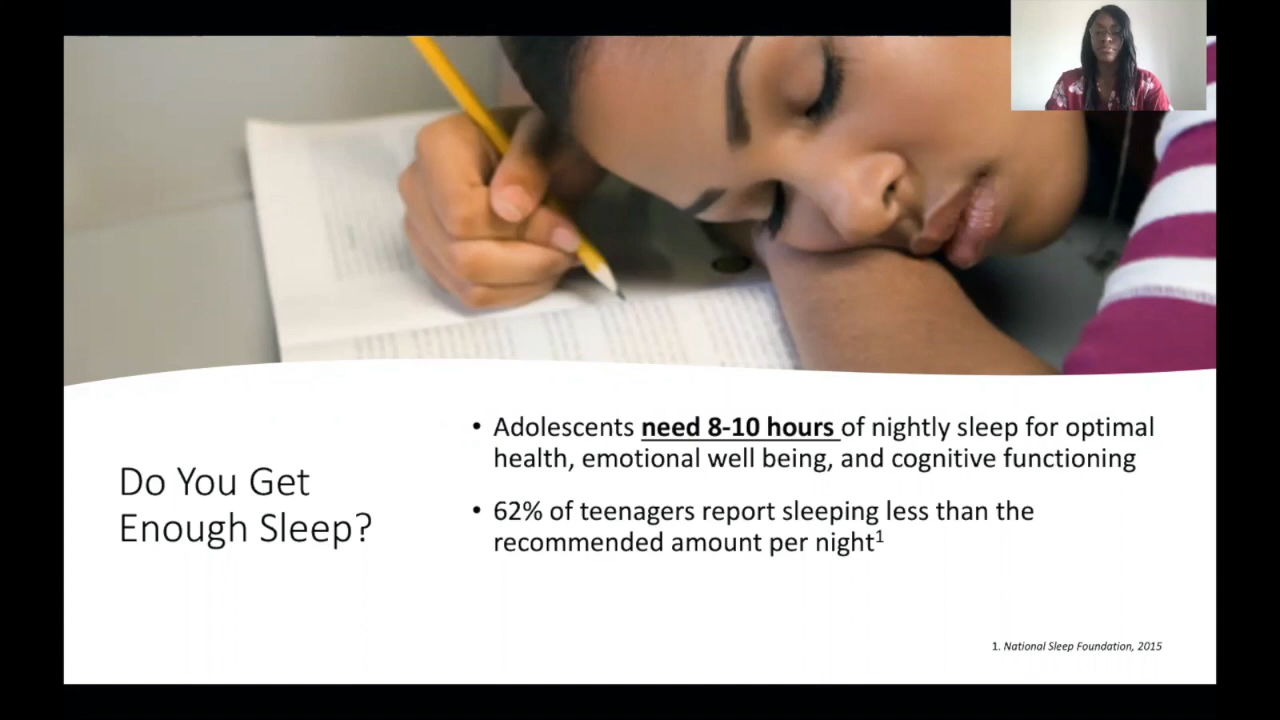 Do You Get
Enough Sleep?
• Adolescents need 8-10 hours of nightly sleep for optimal
health, emotional well being, and cognitive functioning
• 62% of teenagers report sleeping less than the
recommended amount per night¹
1. National Sleep Foundation, 2015